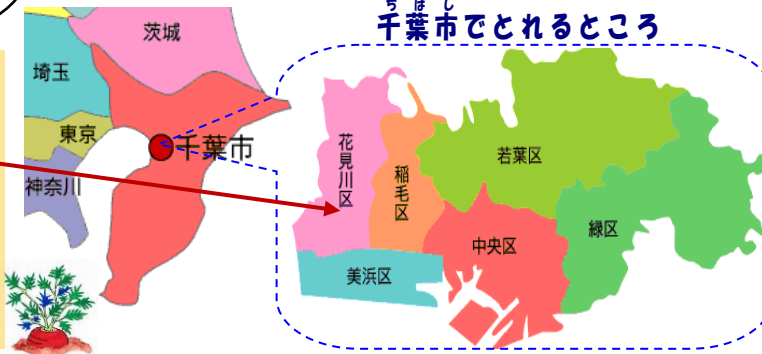 ちばし
千葉市でとれるところ
茨城
埼玉
東京
千葉市
神奈川
花見川区
稲毛区
若葉区
緑区
中央区
美浜区